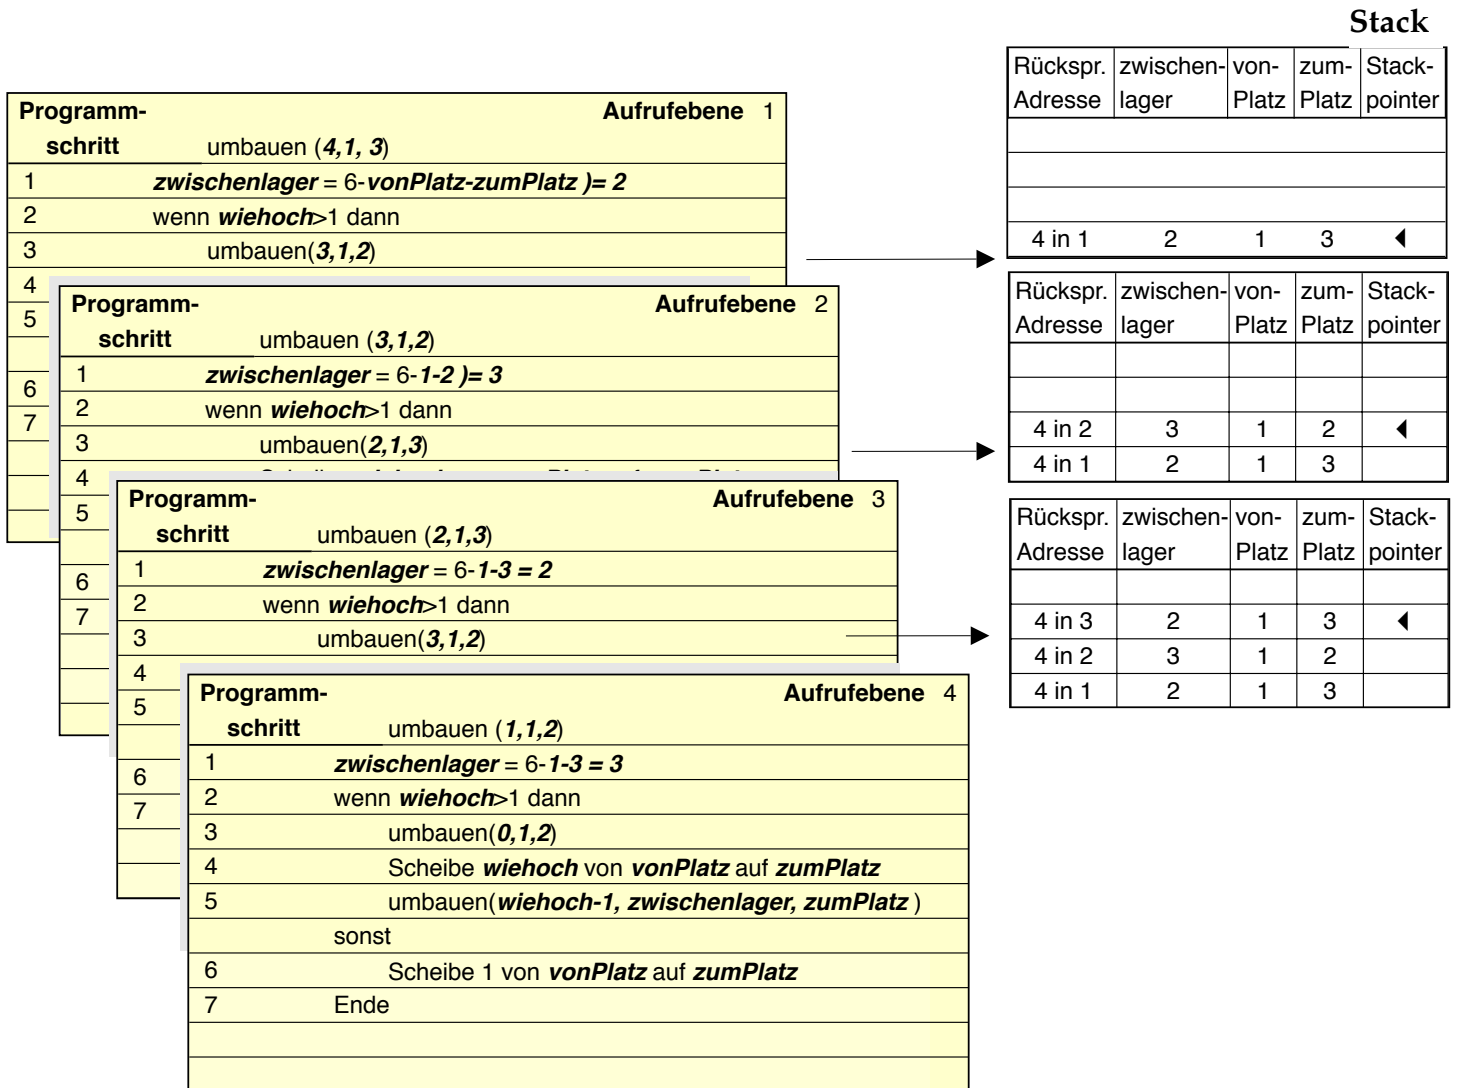 Stack
Programm- Aufrufebene 1
schritt umbauen (4,1, 3)
1 zwischenlager = 6-vonPlatz-zumPlatz )= 2
2 wenn wiehoch>1 dann
3 umbauen(3,1,2)
4
5
6
7
Programm- Aufrufebene 2
schritt umbauen (3,1,2)
1 zwischenlager = 6-1-2 )= 3
2 wenn wiehoch>1 dann
3 umbauen(2,1,3)
4
5
6
7
Programm- Aufrufebene 3
schritt umbauen (2,1,3)
1 zwischenlager = 6-1-3 = 2
2 wenn wiehoch>1 dann
3 umbauen(3,1,2)
4
5
6
7
Programm- Aufrufebene 4
schritt umbauen (1,1,2)
1 zwischenlager = 6-1-3 = 3
2 wenn wiehoch>1 dann
3 umbauen(0,1,2)
4 Scheibe wiehoch von vonPlatz auf zumPlatz
5 umbauen(wiehoch-1, zwischenlager, zumPlatz )
sonst
6 Scheibe 1 von vonPlatz auf zumPlatz
7 Ende
Rückspr. zwischen- von- zum- Stack-
Adresse lager Platz Platz pointer
4 in 1 2 1 3
Rückspr. zwischen- von- zum- Stack-
Adresse lager Platz Platz pointer
4 in 2 3 1 2
4 in 1 2 1 3
Rückspr. zwischen- von- zum- Stack-
Adresse lager Platz Platz pointer
4 in 3 2 1 3
4 in 2 3 1 2
4 in 1 2 1 3